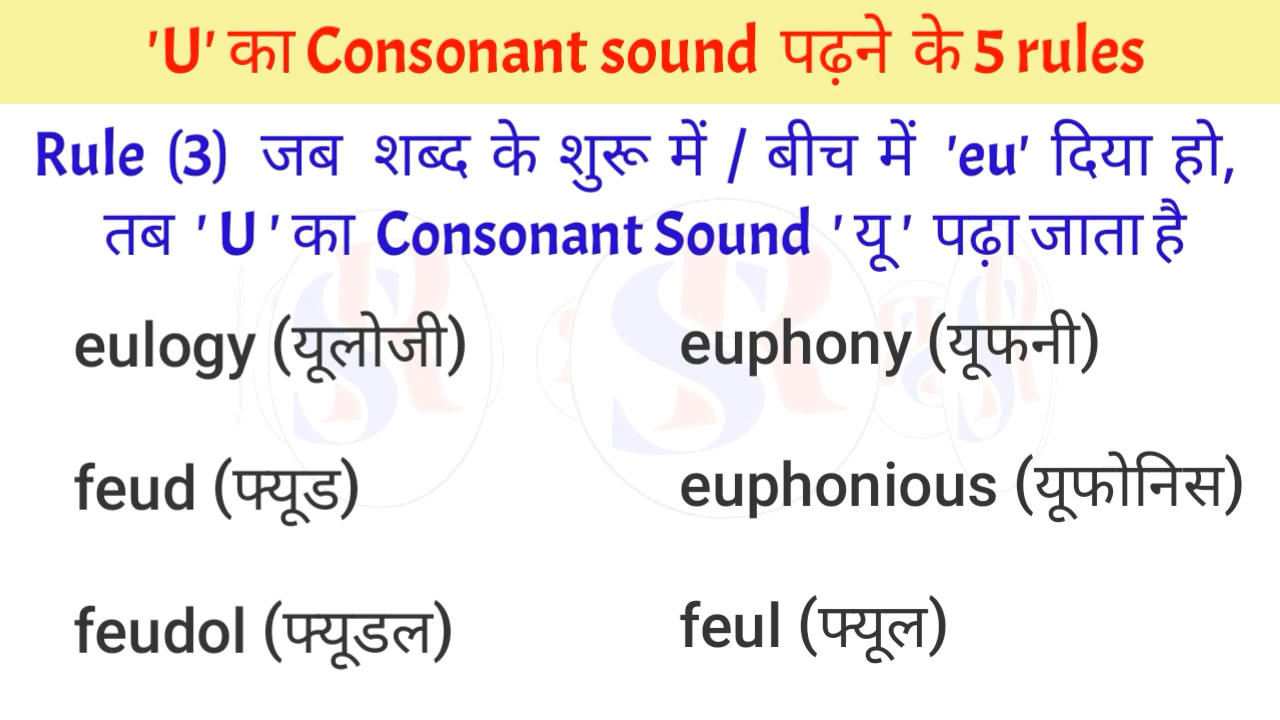 'U' का Consonant sound पढ़ने के 5 rules
Rule (3) जब शब्द के शुरू में / बीच में 'eu' दिया हो,
तब 'U' का Consonant Sound 'यू' पढ़ा जाता है
eulogy (यूलोजी)
euphony (यूफनी)
feud (फ्यूड)
euphonious (यूफोनिस)
feudol (फ्यूडल)
feul (फ्यूल)